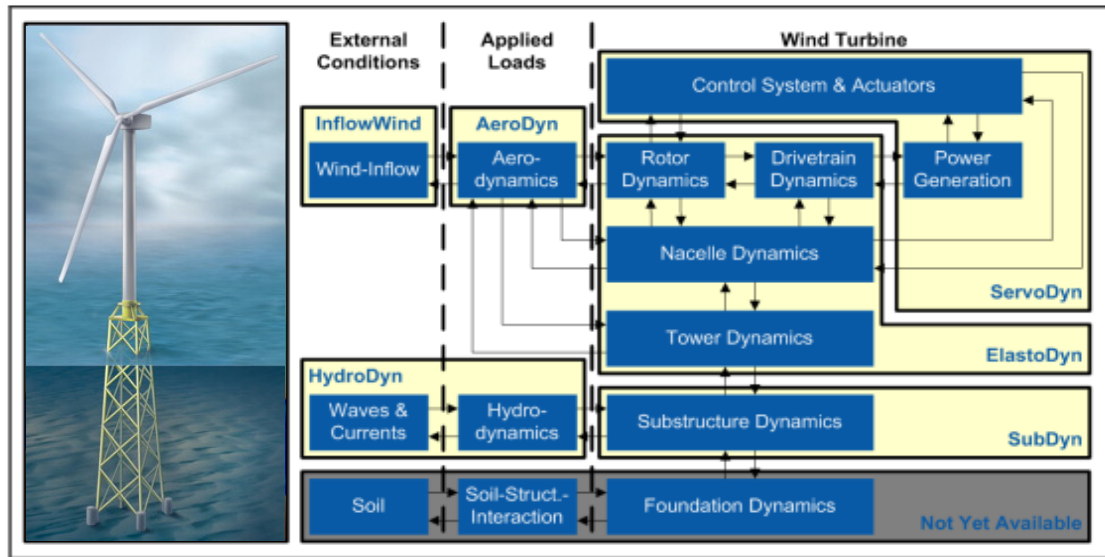 External
Conditions
Applied
Loads
Wind Turbine
Control System & Actuators
InflowWind
AeroDyn
Wind-Inflow
Aero-
dynamics
Rotor
Dynamics
Drivetrain
Dynamics
Power
Generation
Nacelle Dynamics
ServoDyn
Tower Dynamics
ElastoDyn
HydroDyn
Waves &
Currents
Hydro-
dynamics
Substructure Dynamics
SubDyn
Soil
Soil-Struct.-
Interaction
Foundation Dynamics
Not Yet Available